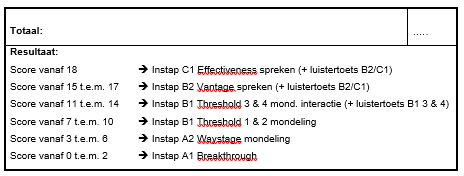 Totaal:
.....
Resultaat:
Score vanaf 18 → Instap C1 Effectiveness spreken (+ luistertoets B2/C1)
Score vanaf 15 t.e.m. 17 → Instap B2 Vantage spreken (+ luistertoets B2/C1)
Score vanaf 11 t.e.m. 14 → Instap B1 Threshold 3 & 4 mond. interactie (+ luistertoets B1 3 & 4)
Score vanaf 7 t.e.m. 10 → Instap B1 Threshold 1 & 2 mondeling
Score vanaf 3 t.e.m. 6 → Instap A2 Waystage mondeling
Score vanaf 0 t.e.m. 2 → Instap A1 Breakthrough